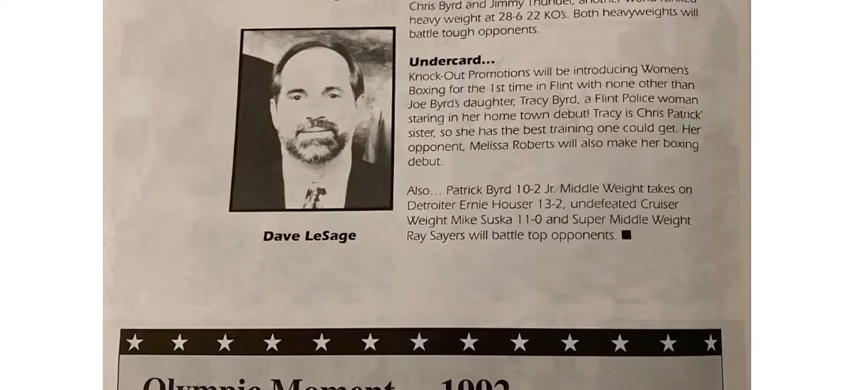 Chris Byrd and Jimmy Thunder, another world ranked
heavy weight at 28-6 22 KO's. Both heavyweights will
battle tough opponents.
Undercard...
Knock-Out Promotions will be introducing Women's
Boxing for the 1st time in Flint with none other than
Joe Byrd's daughter, Tracy Byrd, a Flint Police woman
staring in her home town debut! Tracy is Chris Patrick'
sister, so she has the best training one could get. Her
opponent, Melissa Roberts will also make her boxing
debut.
Also... Patrick Byrd 10-2 Jr. Middle Weight takes on
Detroiter Ernie Houser 13-2, undefeated Cruiser
Weight Mike Suska 11-0 and Super Middle Weight
Ray Sayers will battle top opponents.
Dave LeSage
Olympic Moment 1992